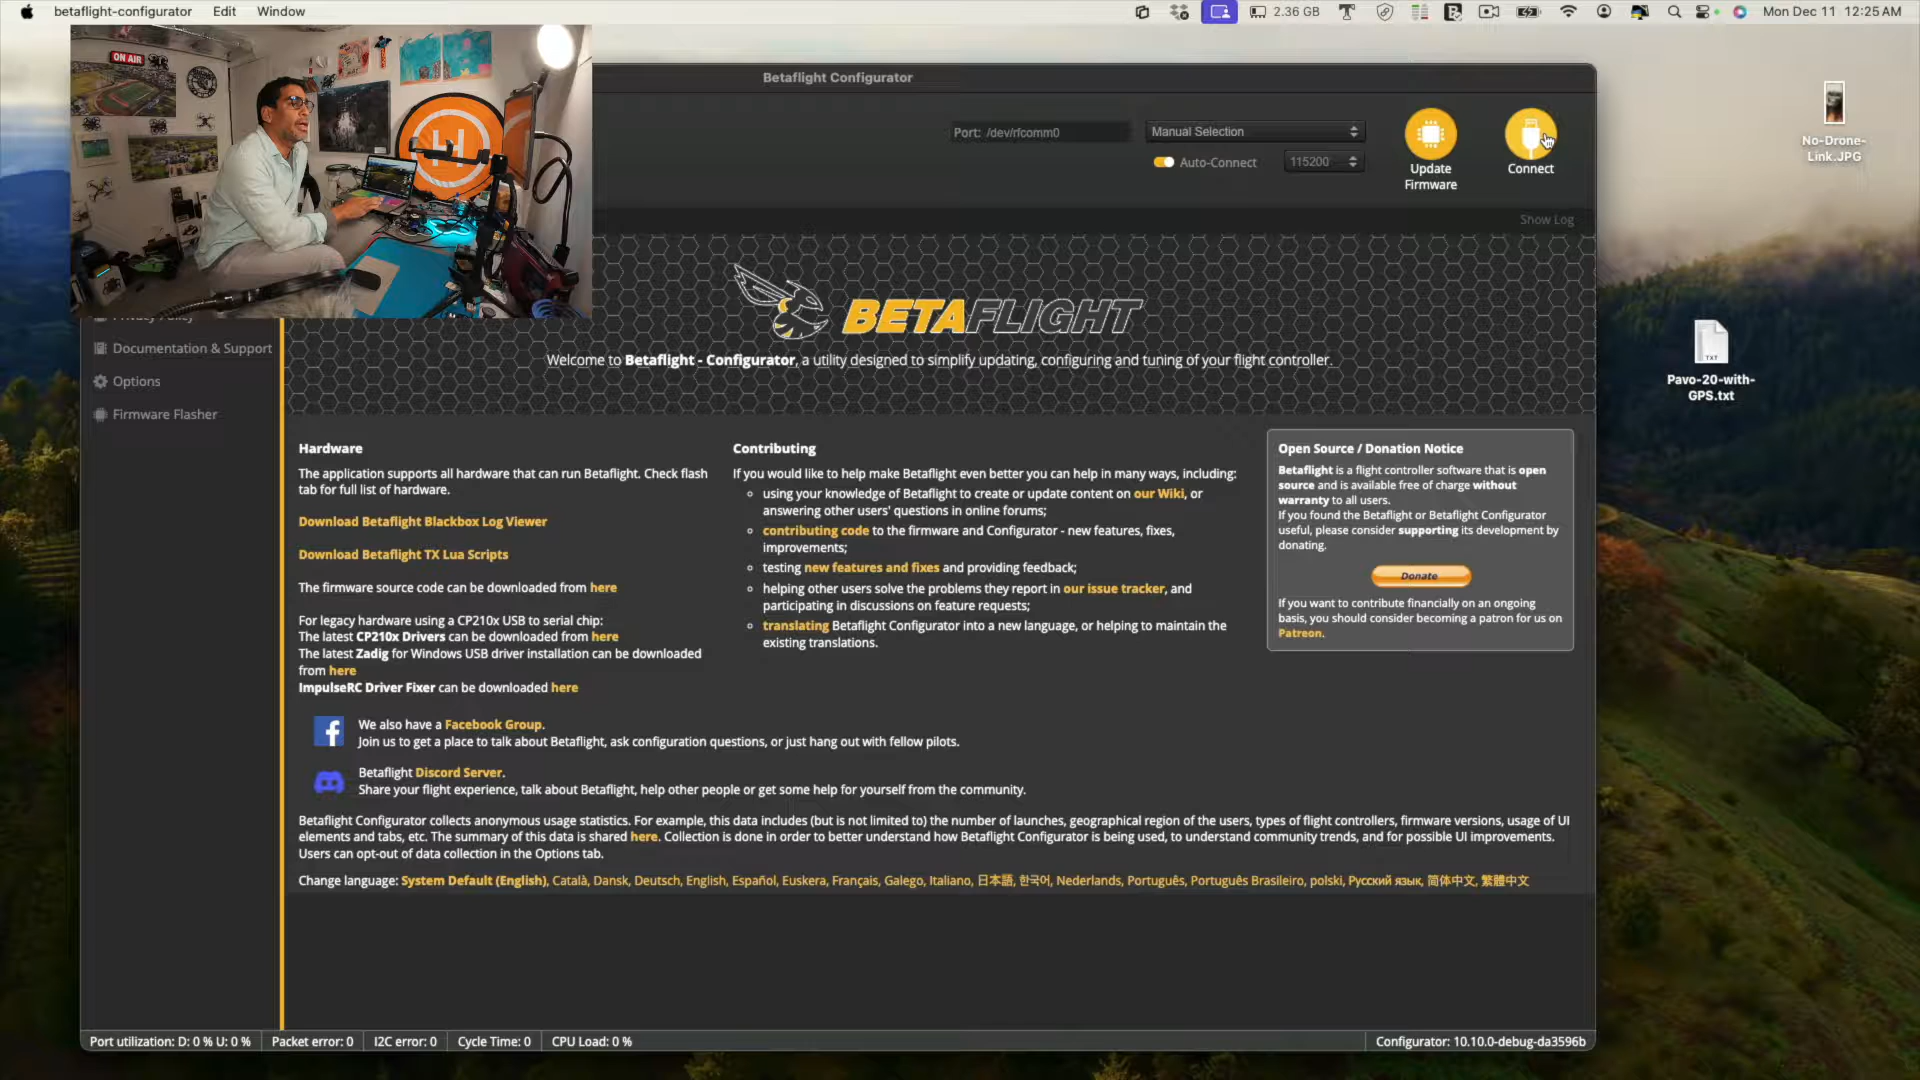 betaflight-configurator Edit Window
2.36 GB
Mon Dec 11 12:25 AM
ON AIR
H
Betaflight Configurator
Port: /dev/rfcomm0
Manual Selection
Auto-Connect
115200
Update
Firmware
Connect
Show Log
No-Drone-
Link.JPG
TXT
Pavo-20-with-
GPS.txt
Privacy Policy
Documentation & Support
Options
Firmware Flasher
BETAFLIGHT
Welcome to Betaflight - Configurator, a utility designed to simplify updating, configuring and tuning of your flight controller.
Hardware
The application supports all hardware that can run Betaflight. Check flash
tab for full list of hardware.
Download Betaflight Blackbox Log Viewer
Download Betaflight TX Lua Scripts
The firmware source code can be downloaded from here
For legacy hardware using a CP210x USB to serial chip:
The latest CP210x Drivers can be downloaded from here
The latest Zadig for Windows USB driver installation can be downloaded
from here
ImpulseRC Driver Fixer can be downloaded here
Contributing
If you would like to help make Betaflight even better you can help in many ways, including:
using your knowledge of Betaflight to create or update content on our Wiki, or
answering other users' questions in online forums;
contributing code to the firmware and Configurator - new features, fixes,
improvements;
testing new features and fixes and providing feedback;
helping other users solve the problems they report in our issue tracker, and
participating in discussions on feature requests;
translating Betaflight Configurator into a new language, or helping to maintain the
existing translations.
Open Source / Donation Notice
Betaflight is a flight controller software that is open
source and is available free of charge without
warranty to all users.
If you found the Betaflight or Betaflight Configurator
useful, please consider supporting its development by
donating.
Donate
If you want to contribute financially on an ongoing
basis, you should consider becoming a patron for us on
Patreon.
We also have a Facebook Group.
Join us to get a place to talk about Betaflight, ask configuration questions, or just hang out with fellow pilots.
Betaflight Discord Server.
Share your flight experience, talk about Betaflight, help other people or get some help for yourself from the community.
Betaflight Configurator collects anonymous usage statistics. For example, this data includes (but is not limited to) the number of launches, geographical region of the users, types of flight controllers, firmware versions, usage of UI
elements and tabs, etc. The summary of this data is shared here. Collection is done in order to better understand how Betaflight Configurator is being used, to understand community trends, and for possible UI improvements.
Users can opt-out of data collection in the Options tab.
Change language: System Default (English), Català, Dansk, Deutsch, English, Español, Euskera, Français, Galego, Italiano, 日本語, 한국어, Nederlands, Português, Português Brasileiro, polski, Русский язык, 简体中文, 繁體中文
Port utilization: D: 0 % U: 0 %
Packet error: 0
I2C error: 0
Cycle Time: 0
CPU Load: 0 %
Configurator: 10.10.0-debug-da3596b